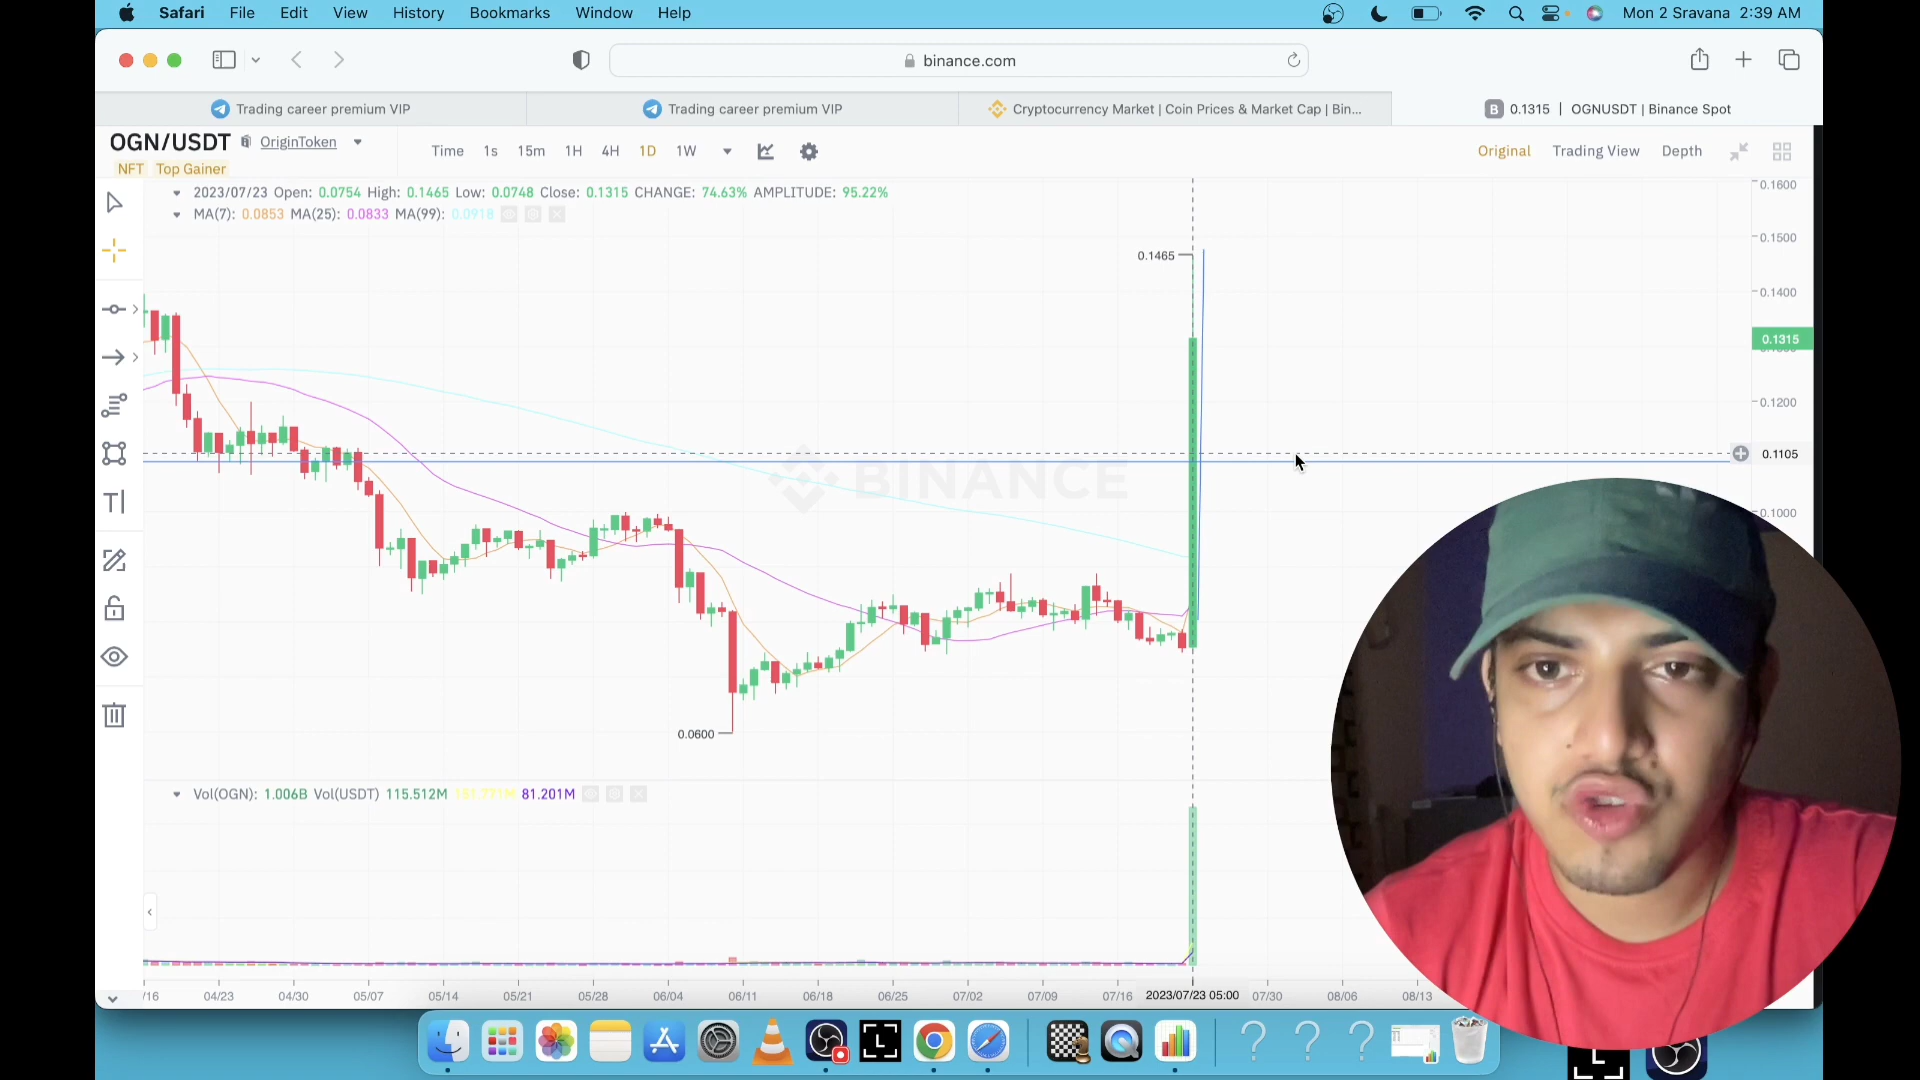 Safari File Edit View History Bookmarks Window Help Mon 2 Sravana 2:39 AM
binance.com
Trading career premium VIP
Trading career premium VIP
Cryptocurrency Market | Coin Prices & Market Cap | Bin...
B 0.1315 | OGNUSDT | Binance Spot
OGN/USDT OriginToken
NFT Top Gainer
Time 1s 15m 1H 4H 1D 1W
Original Trading View Depth
2023/07/23 Open: 0.0754 High: 0.1465 Low: 0.0748 Close: 0.1315 CHANGE: 74.63% AMPLITUDE: 95.22%
MA(7): 0.0853 MA(25): 0.0833 MA(99): 0.0918
0.1600
0.1500
0.1465
0.1400
0.1315
0.1200
0.1105
BINANCE
0.1000
0.0600
Vol(OGN): 1.006B Vol(USDT) 115.512M 81.201M
/16 04/23 04/30 05/07 05/14 05/21 05/28 06/04 06/11 06/18 06/25 07/02 07/09 07/16 2023/07/23 05:00 07/30 08/06 08/13